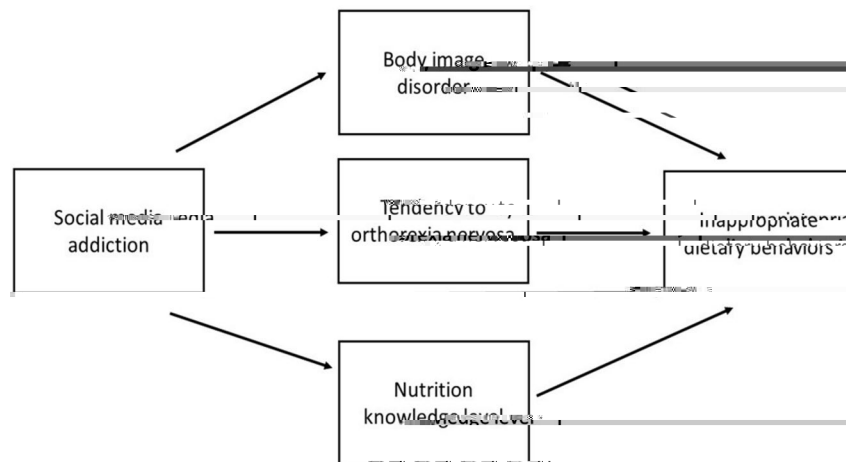 Body image
disorder
Social media
addiction
Tendency to
orthorexia nervosa
Inappropriate
dietary behaviors
Nutrition
knowledge level